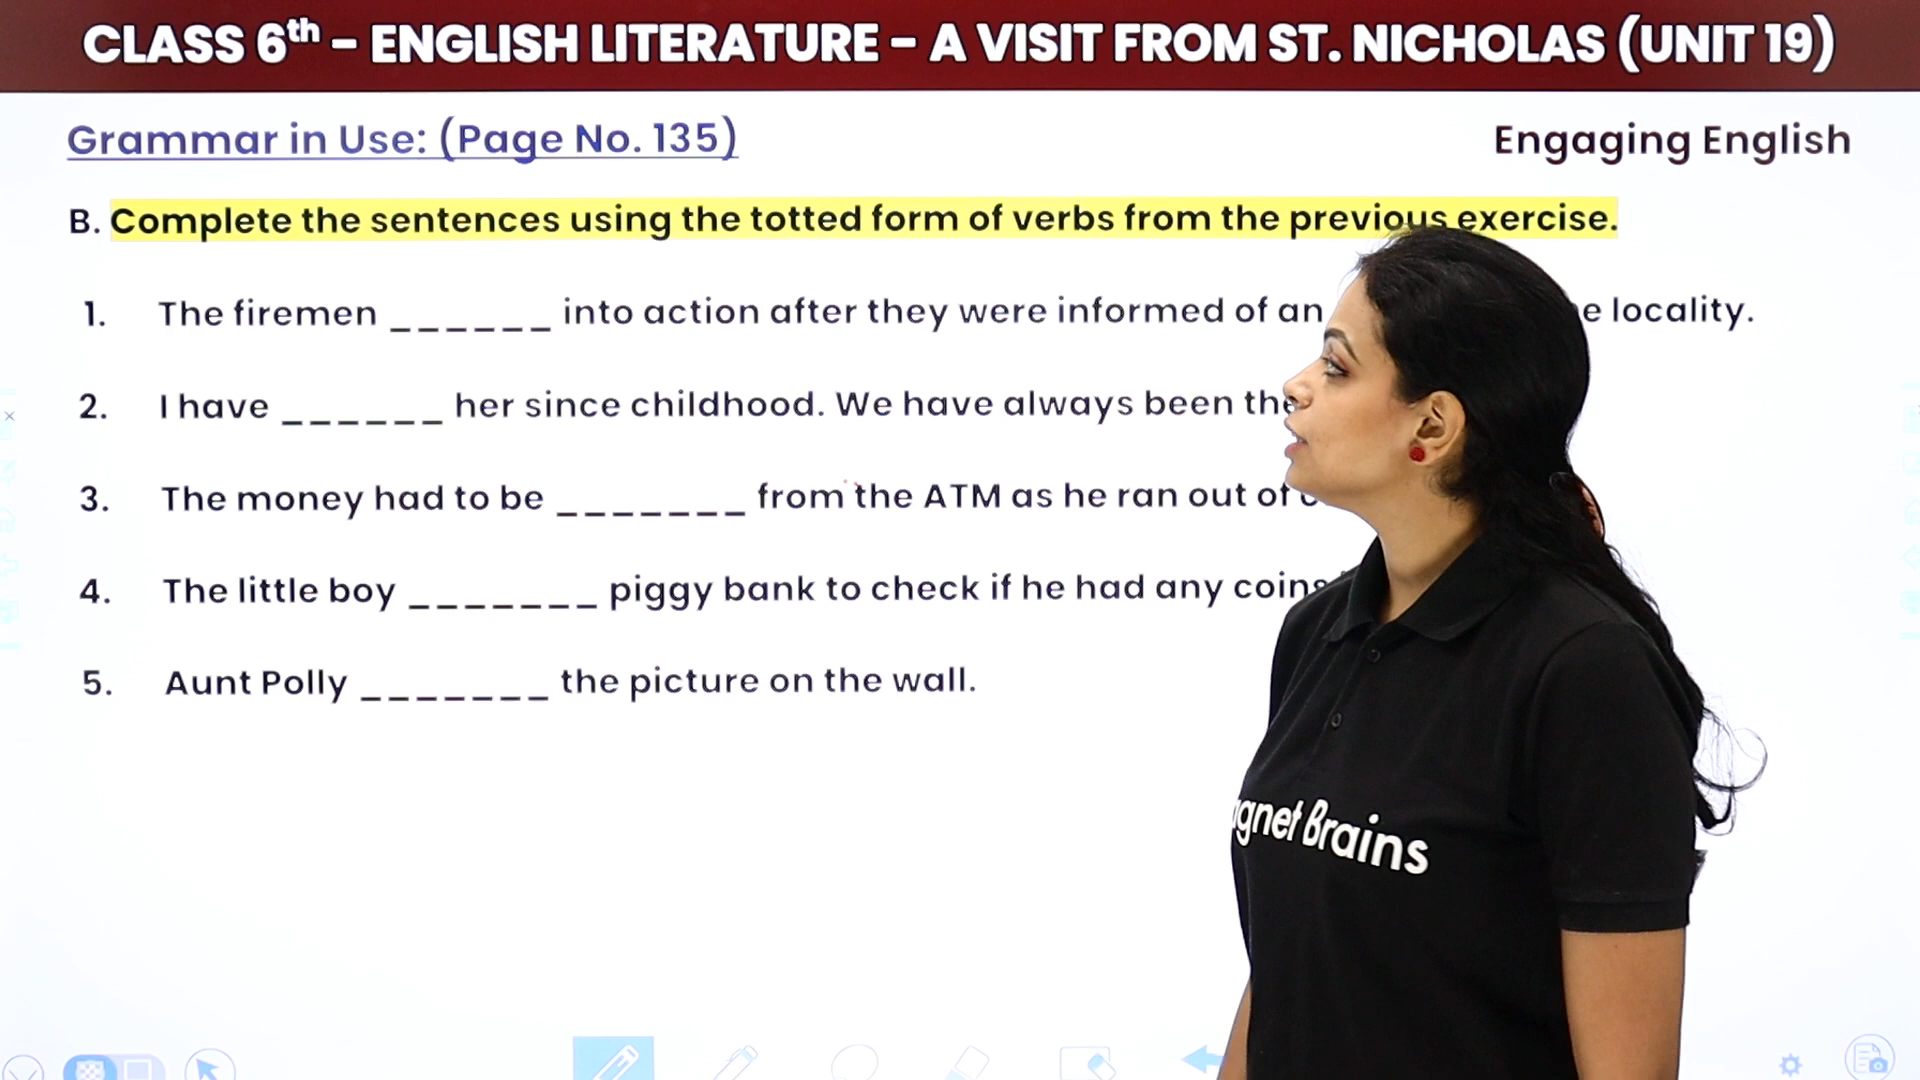 CLASS 6th – ENGLISH LITERATURE – A VISIT FROM ST. NICHOLAS (UNIT 19)
Grammar in Use: (Page No. 135) Engaging English
B. Complete the sentences using the totted form of verbs from the previous exercise.
1. The firemen ______ into action after they were informed of an locality.
2. I have ______ her since childhood. We have always been
3. The money had to be _______ from the ATM as he ran out of
4. The little boy _______ piggy bank to check if he had any coins
5. Aunt Polly _______ the picture on the wall.
Brains